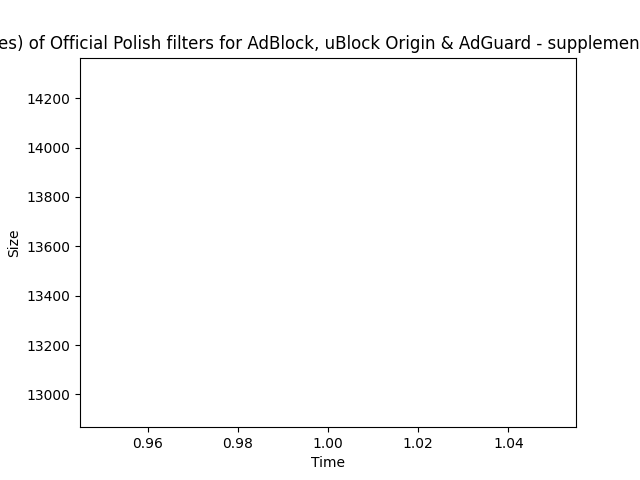 es) of Official Polish filters for AdBlock, uBlock Origin & AdGuard - supplemen
14200
14000
13800
13600
13400
13200
13000
Size
0.96 0.98 1.00 1.02 1.04
Time